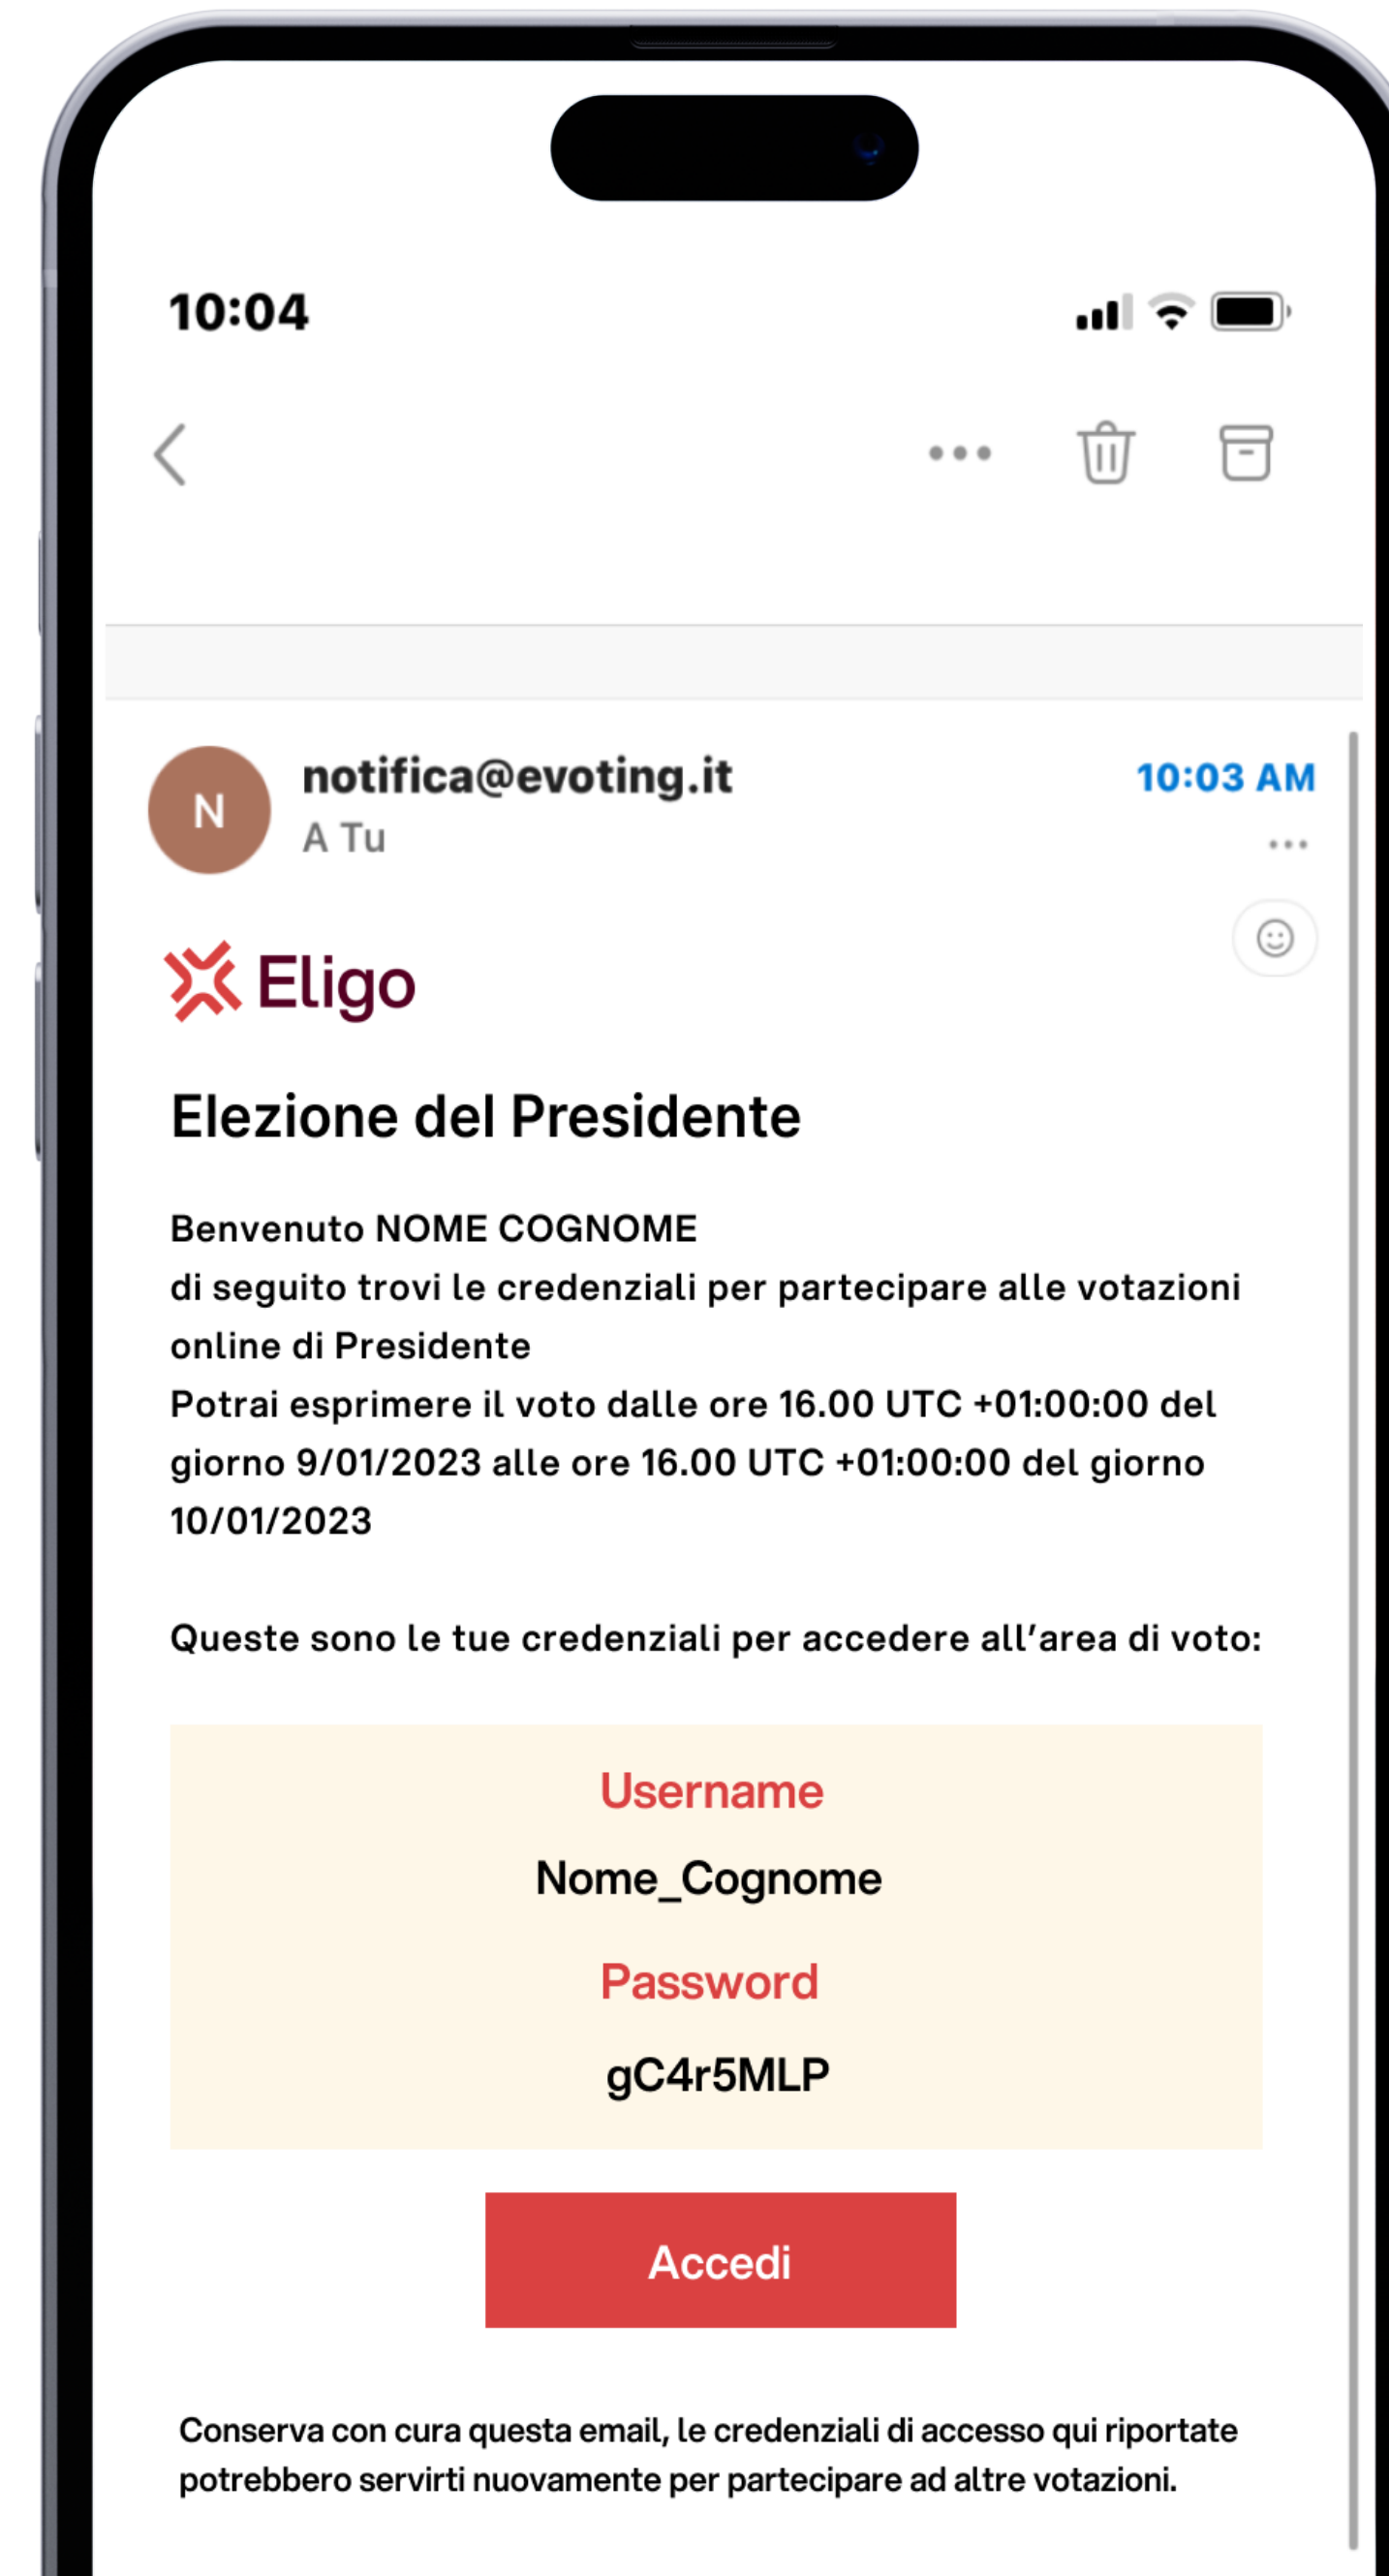 10:04
notifica@evoting.it
10:03 AM
N
A Tu
Eligo
Elezione del Presidente
Benvenuto NOME COGNOME
di seguito trovi le credenziali per partecipare alle votazioni
online di Presidente
Potrai esprimere il voto dalle ore 16.00 UTC +01:00:00 del
giorno 9/01/2023 alle ore 16.00 UTC +01:00:00 del giorno
10/01/2023
Queste sono le tue credenziali per accedere all’area di voto:
Username
Nome_Cognome
Password
gC4r5MLP
Accedi
Conserva con cura questa email, le credenziali di accesso qui riportate
potrebbero servirti nuovamente per partecipare ad altre votazioni.